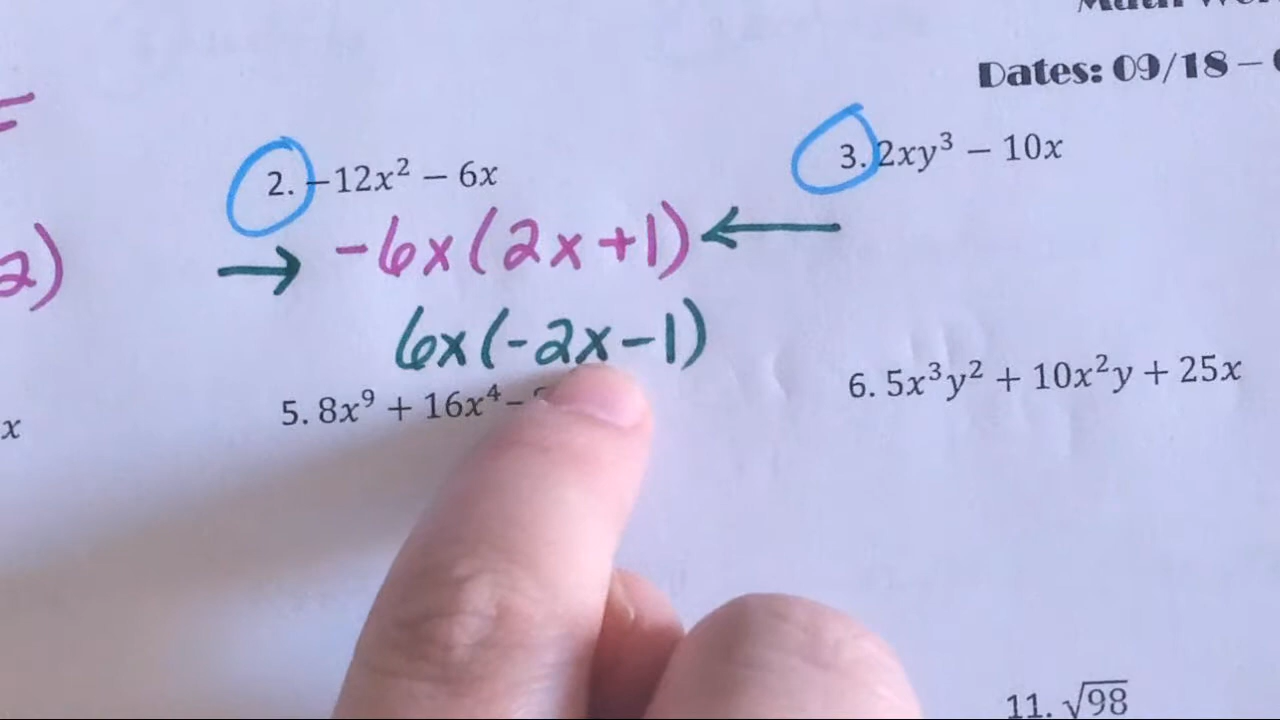 Dates: 09/18 –
2. −12x² − 6x
3. 2xy³ − 10x
2)
→ -6x(2x+1) ←
6x(-2x-1)
x
5. 8x⁹ + 16x⁴ −
6. 5x³y² + 10x²y + 25x
11. √98